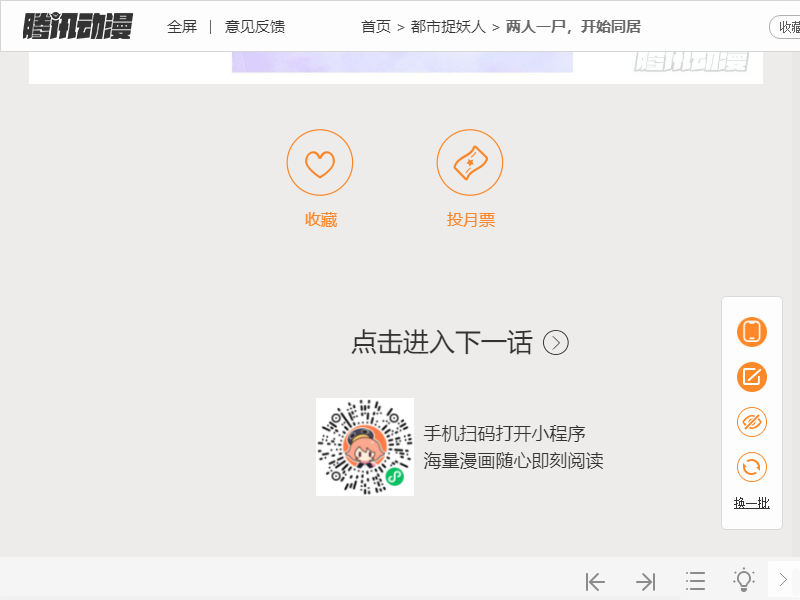 腾讯动漫
全屏 | 意见反馈
首页 > 都市捉妖人 > 两人一尸，开始同居
收藏
腾讯动漫
收藏
投月票
点击进入下一话
手机扫码打开小程序
海量漫画随心即刻阅读
换一批